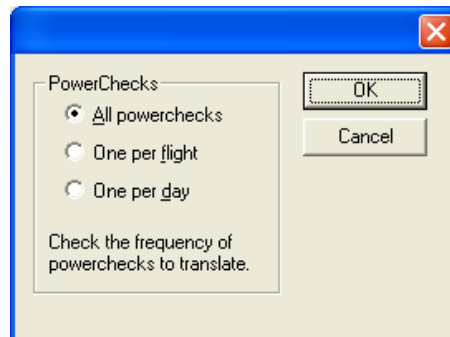 PowerChecks
All powerchecks
One per flight
One per day
Check the frequency of
powerchecks to translate.
OK
Cancel